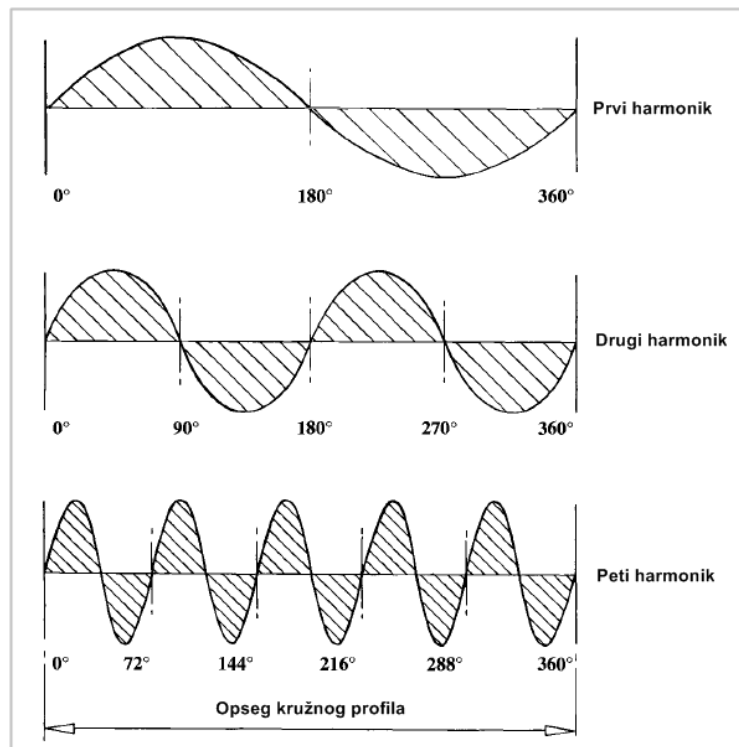 Prvi harmonik
0° 180° 360°
Drugi harmonik
0° 90° 180° 270° 360°
Peti harmonik
0° 72° 144° 216° 288° 360°
Opseg kružnog profila